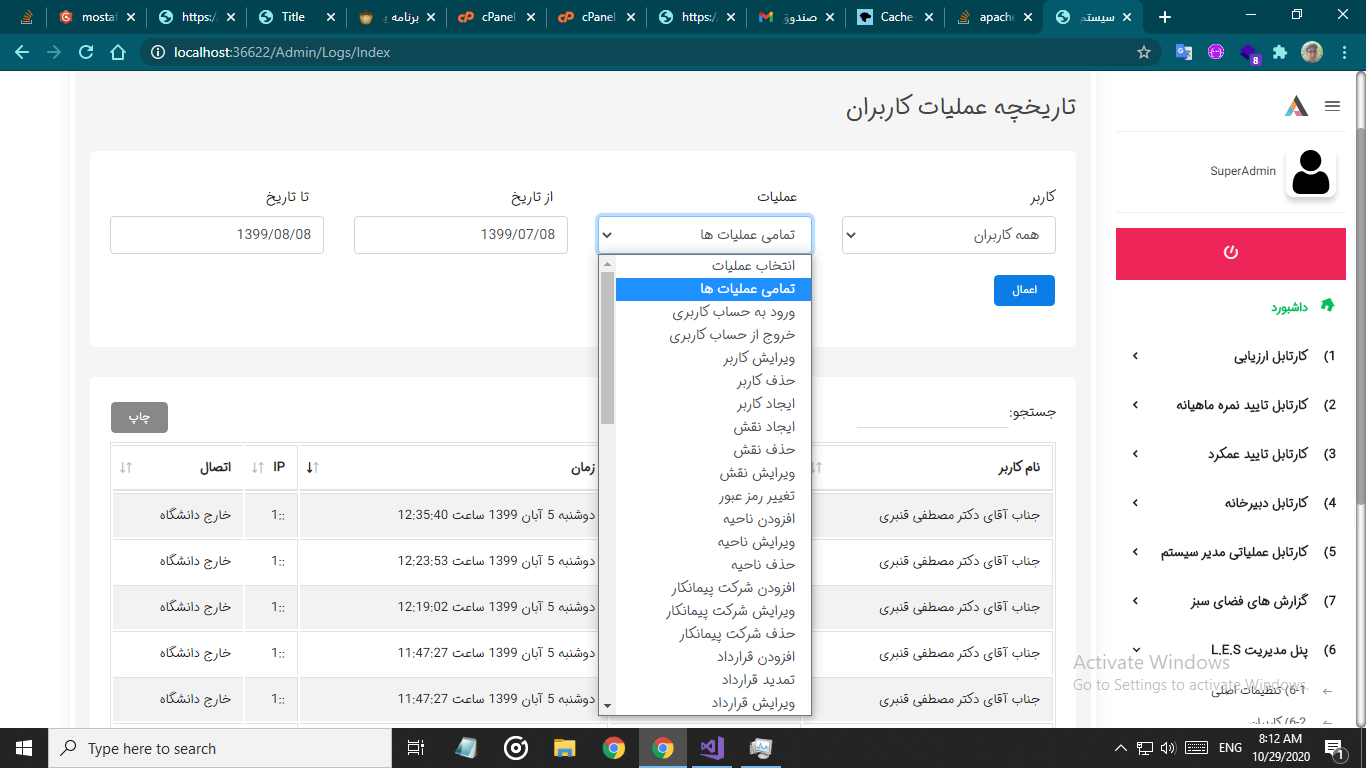 mostaf
https:/
Title
برنامه ی
cPanel
cPanel
https:/
صندوق
Cache-
apache
سیستم
localhost:36622/Admin/Logs/Index
8
تاریخچه عملیات کاربران
SuperAdmin
کاربر
عملیات
از تاریخ
تا تاریخ
همه کاربران
تمامی عملیات ها
1399/07/08
1399/08/08
اعمال
انتخاب عملیات
تمامی عملیات ها
ورود به حساب کاربری
خروج از حساب کاربری
ویرایش کاربر
حذف کاربر
ایجاد کاربر
ایجاد نقش
حذف نقش
ویرایش نقش
تغییر رمز عبور
افزودن ناحیه
ویرایش ناحیه
حذف ناحیه
افزودن شرکت پیمانکار
ویرایش شرکت پیمانکار
حذف شرکت پیمانکار
افزودن قرارداد
تمدید قرارداد
ویرایش قرارداد
جستجو:
چاپ
نام کاربر
زمان
IP
اتصال
جناب آقای دکتر مصطفی قنبری
دوشنبه 5 آبان 1399 ساعت 12:35:40
::1
خارج دانشگاه
جناب آقای دکتر مصطفی قنبری
دوشنبه 5 آبان 1399 ساعت 12:23:53
::1
خارج دانشگاه
جناب آقای دکتر مصطفی قنبری
دوشنبه 5 آبان 1399 ساعت 12:19:02
::1
خارج دانشگاه
جناب آقای دکتر مصطفی قنبری
دوشنبه 5 آبان 1399 ساعت 11:47:27
::1
خارج دانشگاه
جناب آقای دکتر مصطفی قنبری
دوشنبه 5 آبان 1399 ساعت 11:47:27
::1
خارج دانشگاه
داشبورد
1) کارتابل ارزیابی
2) کارتابل تایید نمره ماهیانه
3) کارتابل تایید عمکرد
4) کارتابل دبیرخانه
5) کارتابل عملیاتی مدیر سیستم
7) گزارش های فضای سبز
6) پنل مدیریت L.E.S
6-1) تنظیمات اصلی
6-2) کاربران
Activate Windows
Go to Settings to activate Windows.
Type here to search
ENG
8:12 AM
10/29/2020
1